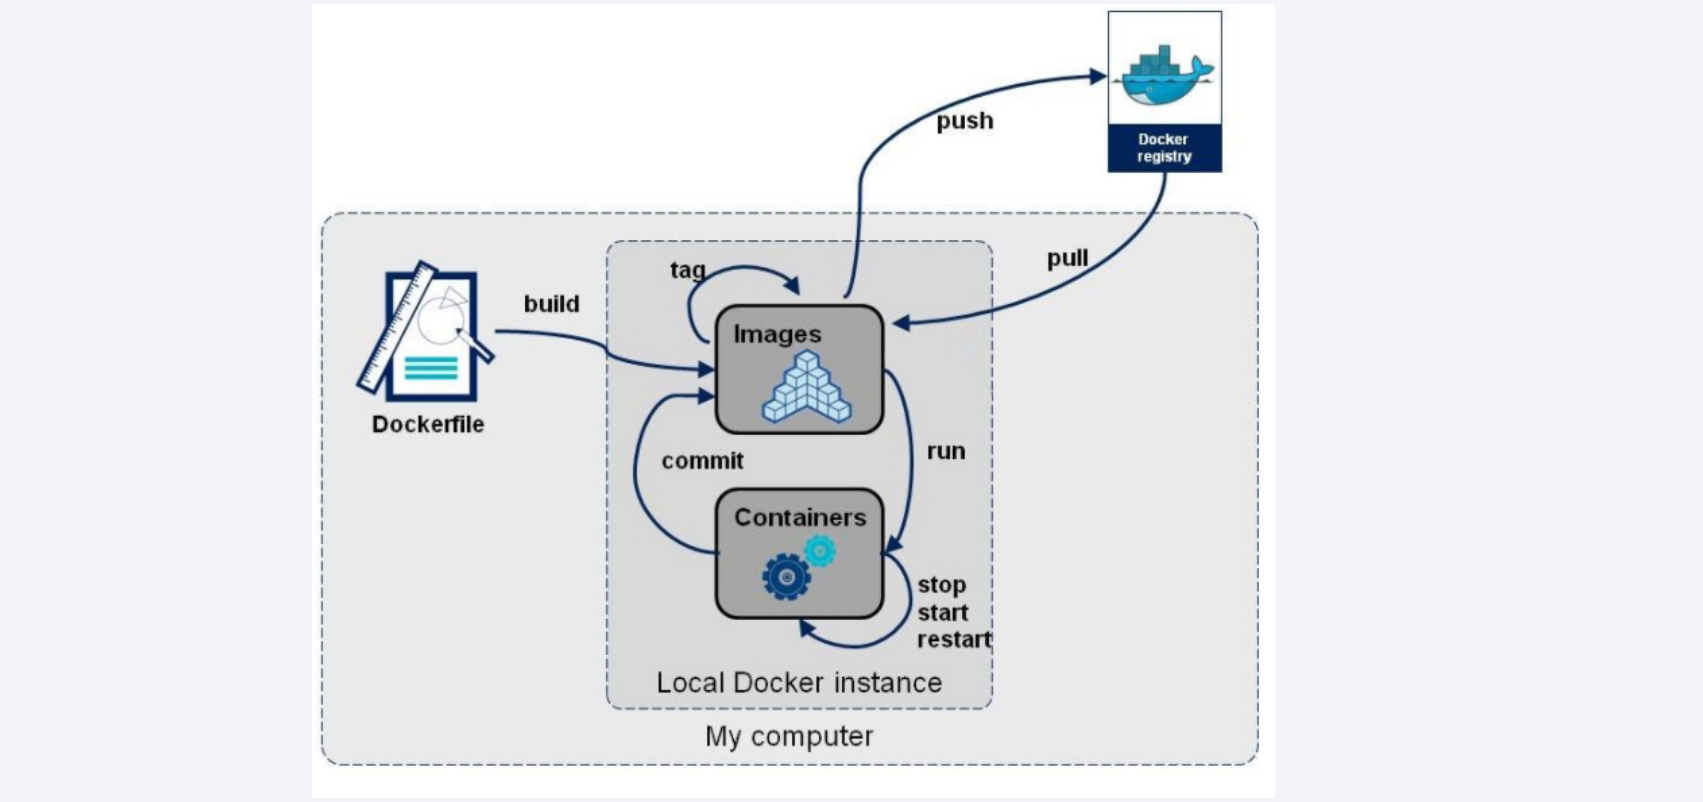 Docker
registry
push
pull
tag
build
Images
Dockerfile
run
commit
Containers
stop
start
restart
Local Docker instance
My computer